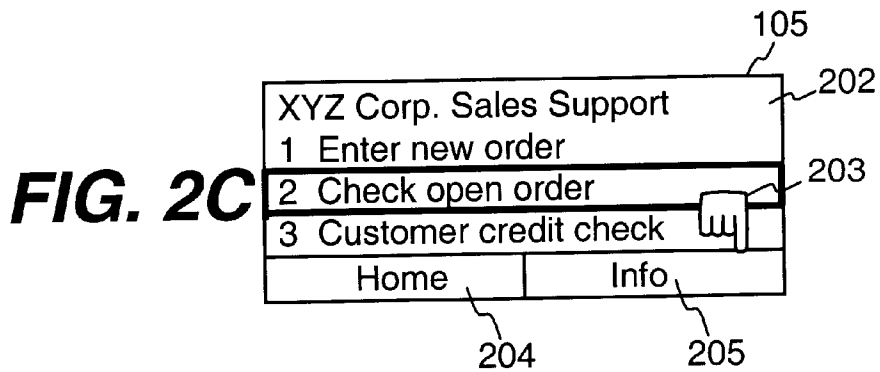 105
202
XYZ Corp. Sales Support
1 Enter new order
FIG. 2C
2 Check open order
203
3 Customer credit check
Home Info
204 205